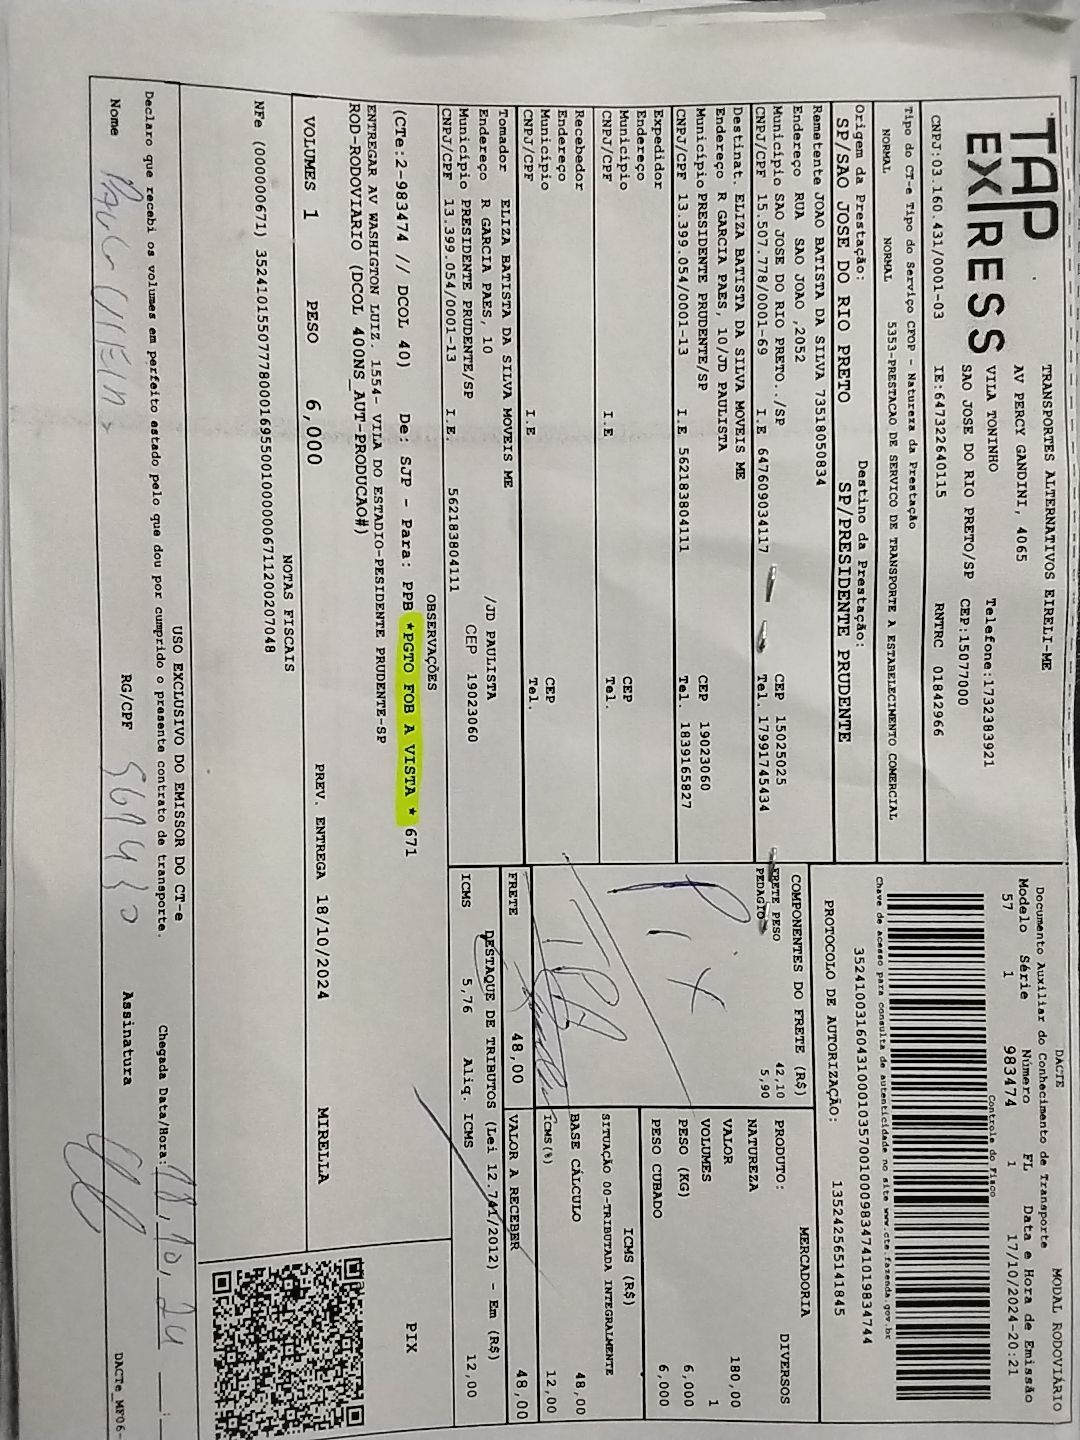 TAP
EXPRESS
TRANSPORTES ALTERNATIVOS EIRELI-ME
AV PERCY GANDINI, 4065
VILA TONINHO Telefone:1732383921
SAO JOSE DO RIO PRETO/SP CEP:15077000
CNPJ:03.160.431/0001-03 IE:647322640115 RNTRC 01842966
Tipo do CT-e Tipo do Serviço CFOP - Natureza da Prestação
NORMAL NORMAL 5353-PRESTACAO DE SERVICO DE TRANSPORTE A ESTABELECIMENTO COMERCIAL
Origem da Prestação: Destino da Prestação:
SP/SAO JOSE DO RIO PRETO SP/PRESIDENTE PRUDENTE
Remetente JOAO BATISTA DA SILVA 73518050834
Endereço RUA SAO JOAO ,2052
Município SAO JOSE DO RIO PRETO../SP CEP 15025025
CNPJ/CPF 15.507.778/0001-69 I.E 647609034117 Tel. 17991745434
Destinat. ELIZA BATISTA DA SILVA MOVEIS ME
Endereço R GARCIA PAES, 10/JD PAULISTA
Município PRESIDENTE PRUDENTE/SP CEP 19023060
CNPJ/CPF 13.399.054/0001-13 I.E 562183804111 Tel. 1839165827
Expedidor
Endereço
Município CEP
CNPJ/CPF I.E Tel.
Recebedor
Endereço
Município CEP
CNPJ/CPF I.E Tel.
Tomador ELIZA BATISTA DA SILVA MOVEIS ME
Endereço R GARCIA PAES, 10 /JD PAULISTA
Município PRESIDENTE PRUDENTE/SP CEP 19023060
CNPJ/CPF 13.399.054/0001-13 I.E. 562183804111
DACTE MODAL RODOVIÁRIO
Documento Auxiliar do Conhecimento de Transporte
Modelo Série Número FL Data e Hora de Emissão
57 1 983474 1 17/10/2024-20:21
Controle do Fisco
Chave de acesso para consulta de autenticidade no site www.cte.fazenda.gov.br
35241003160431000103570010009834741019834744
PROTOCOLO DE AUTORIZAÇÃO: 135242565141845
COMPONENTES DO FRETE (R$)
FRETE PESO 42,10
PEDAGIO 5,90
Pix
FRETE 48,00
MERCADORIA
PRODUTO: DIVERSOS
NATUREZA
VALOR 180,00
VOLUMES 1
PESO (KG) 6,000
PESO CUBADO 6,000
ICMS (R$)
SITUAÇÃO 00-TRIBUTADA INTEGRALMENTE
BASE CÁLCULO 48,00
ICMS(%) 12,00
VALOR A RECEBER 48,00
DESTAQUE DE TRIBUTOS (Lei 12.741/2012) - Em (R$)
ICMS 5,76 Aliq. ICMS 12,00
OBSERVAÇÕES
(CTe:2-983474 // DCOL 40) De: SJP - Para: PPB *PGTO FOB A VISTA * 671
PIX
ENTREGAR AV WASHIGTON LUIZ. 1554- VILA DO ESTADIO-PESIDENTE PRUDENTE-SP
ROD-RODOVIARIO (DCOL 400NS_AUT-PRODUCAO#)
VOLUMES 1 PESO 6,000 PREV. ENTREGA 18/10/2024 MIRELLA
NOTAS FISCAIS
NFe (000000671) 35241015507778000169550010000006711200207048
USO EXCLUSIVO DO EMISSOR DO CT-e
Declaro que recebi os volumes em perfeito estado pelo que dou por cumprido o presente contrato de transporte. Chegada Data/Hora: 18,10,24 :
Nome RG/CPF Assinatura
DACTe_MF06-